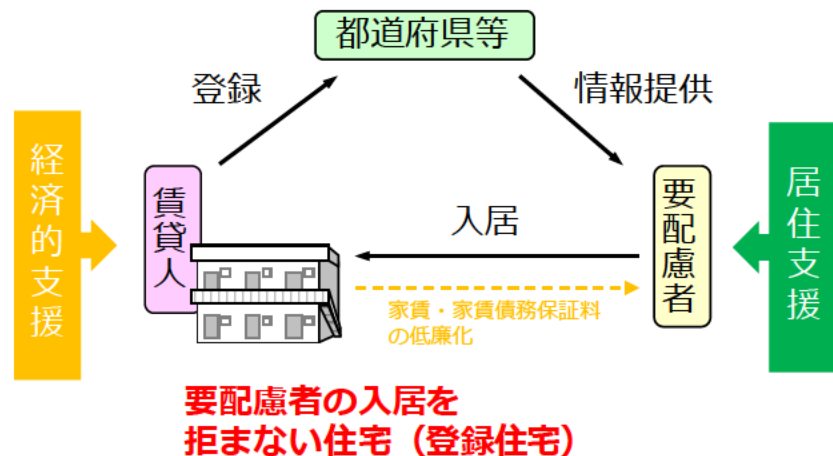 都道府県等
登録
情報提供
経済的支援
賃貸人
入居
要配慮者
居住支援
家賃・家賃債務保証料
の低廉化
要配慮者の入居を
拒まない住宅（登録住宅）